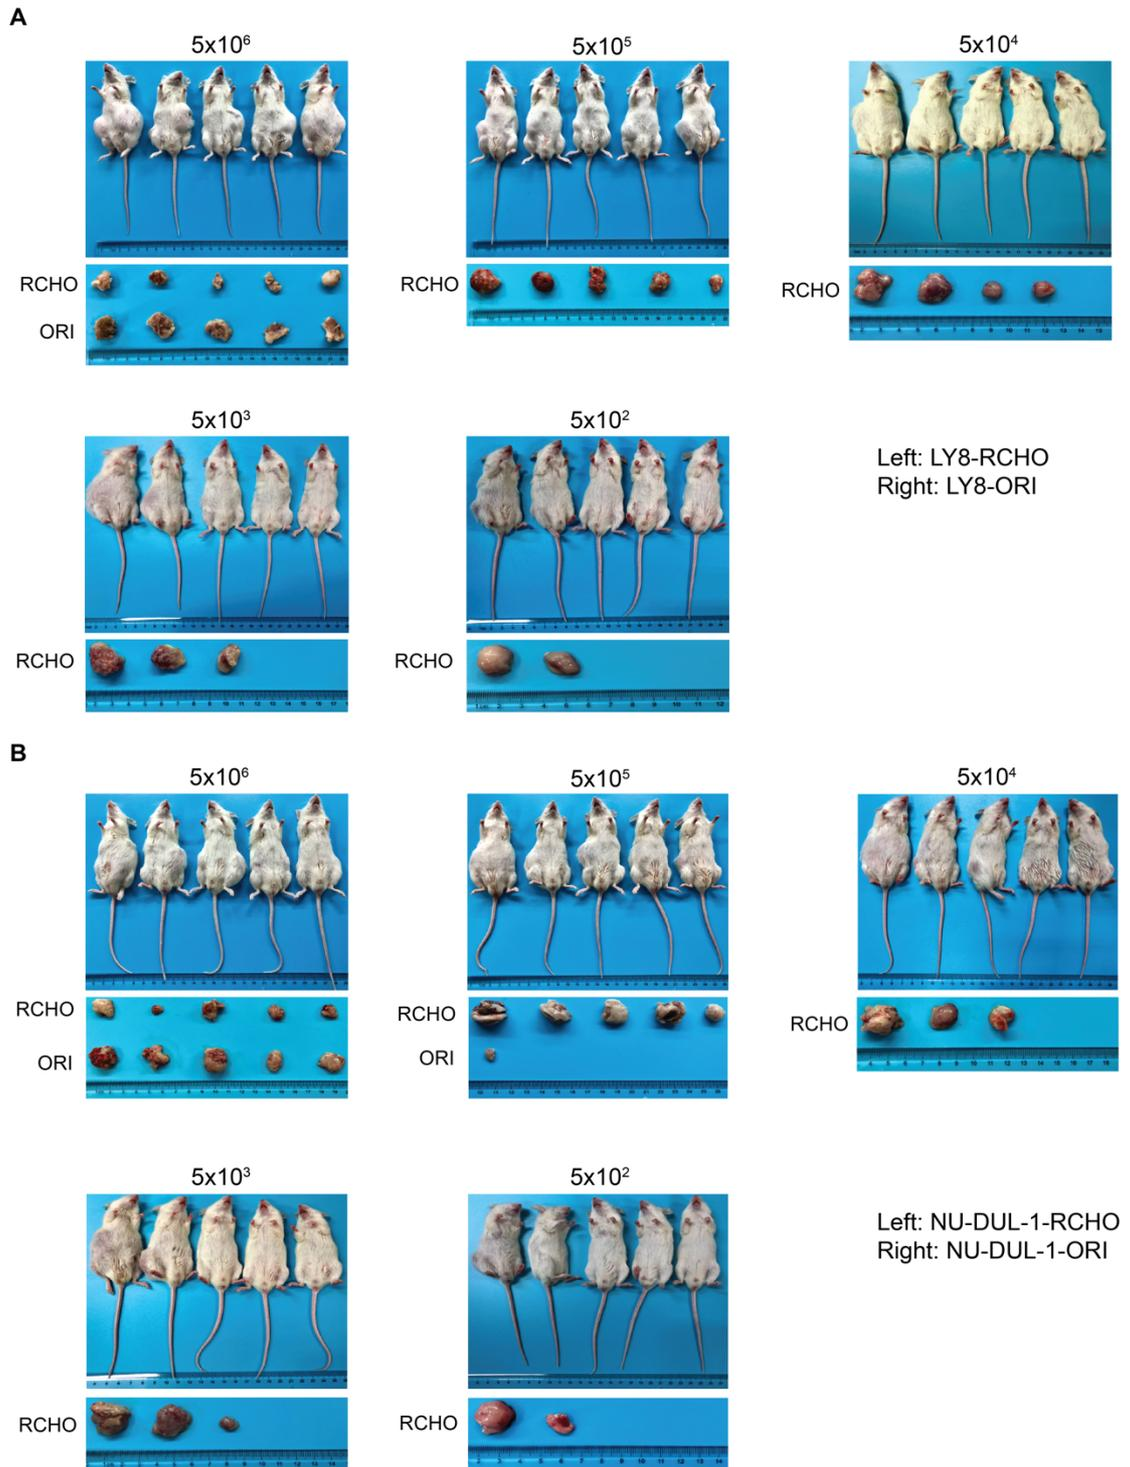 A
5x10⁶
5x10⁵
5x10⁴
RCHO
ORI
RCHO
RCHO
5x10³
5x10²
Left: LY8-RCHO
Right: LY8-ORI
RCHO
RCHO
B
5x10⁶
5x10⁵
5x10⁴
RCHO
ORI
RCHO
ORI
RCHO
5x10³
5x10²
Left: NU-DUL-1-RCHO
Right: NU-DUL-1-ORI
RCHO
RCHO